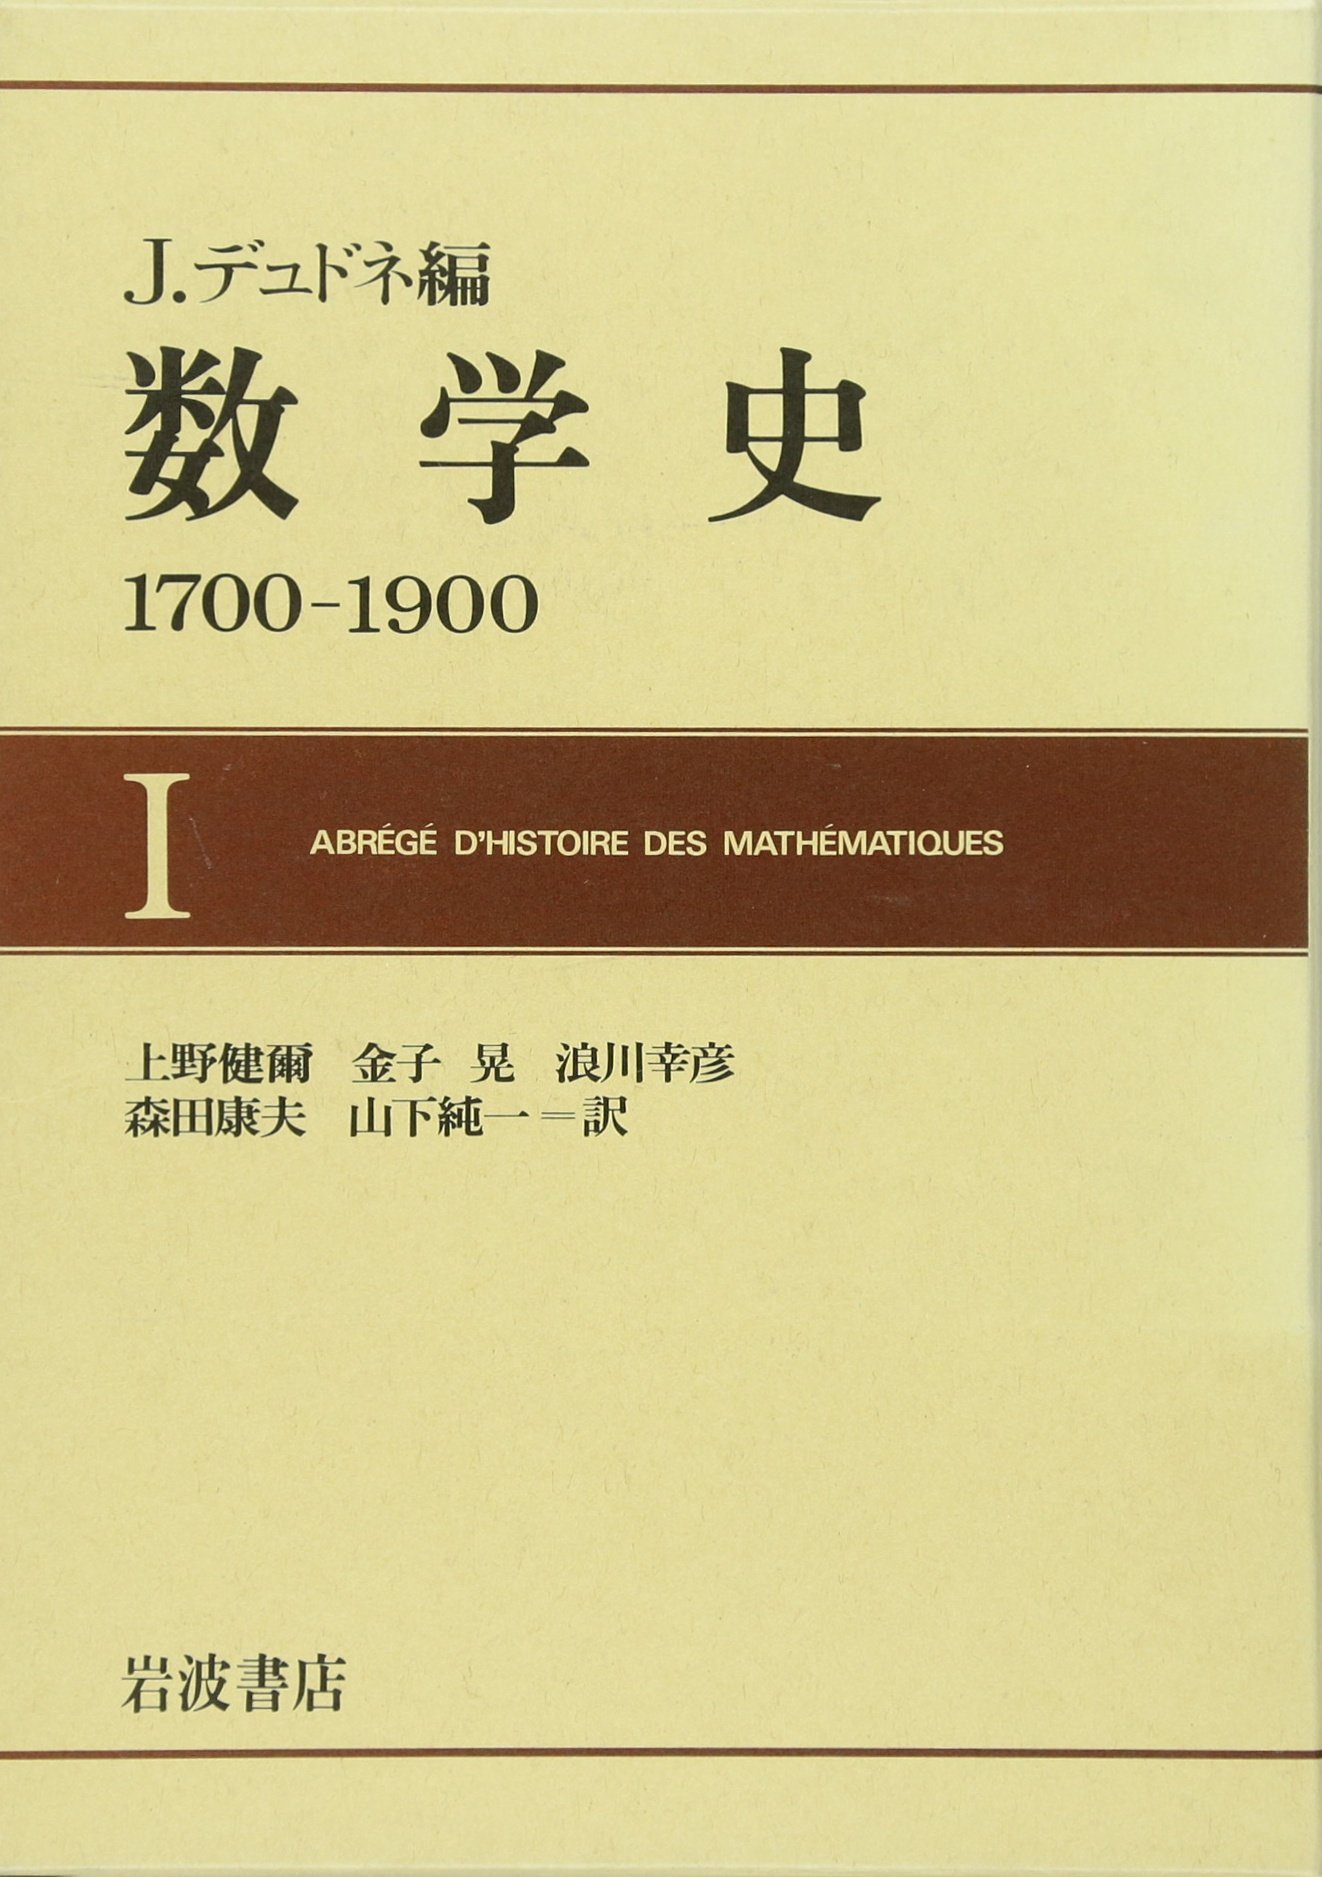 J.デュドネ編
数学史
1700-1900
I ABRÉGÉ D'HISTOIRE DES MATHÉMATIQUES
上野健爾 金子 晃 浪川幸彦
森田康夫 山下純一＝訳
岩波書店